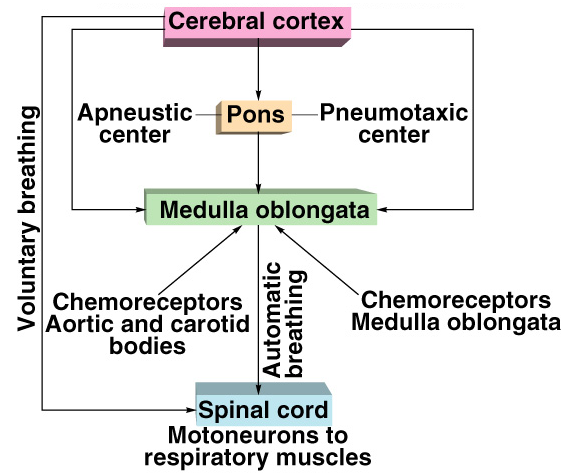 Cerebral cortex
Apneustic
center
Pons
Pneumotaxic
center
Voluntary breathing
Medulla oblongata
Chemoreceptors
Aortic and carotid
bodies
Automatic
breathing
Chemoreceptors
Medulla oblongata
Spinal cord
Motoneurons to
respiratory muscles